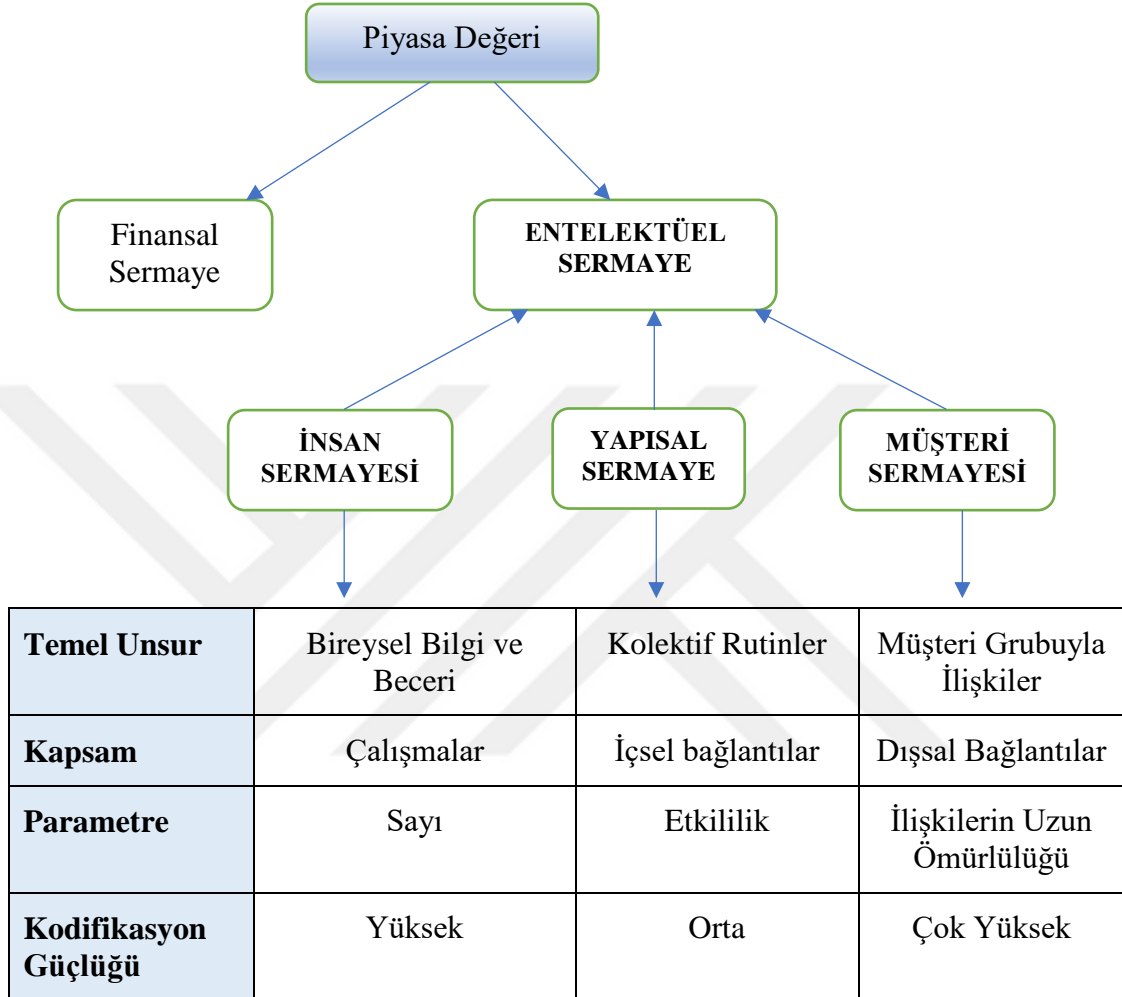 Piyasa Değeri
Finansal
Sermaye
ENTELEKTÜEL
SERMAYE
İNSAN
SERMAYESİ
YAPISAL
SERMAYE
MÜŞTERİ
SERMAYESİ
Temel Unsur
Bireysel Bilgi ve
Beceri
Kolektif Rutinler
Müşteri Grubuyla
İlişkiler
Kapsam
Çalışmalar
İçsel bağlantılar
Dışsal Bağlantılar
Parametre
Sayı
Etkililik
İlişkilerin Uzun
Ömürlülüğü
Kodifikasyon
Güçlüğü
Yüksek
Orta
Çok Yüksek